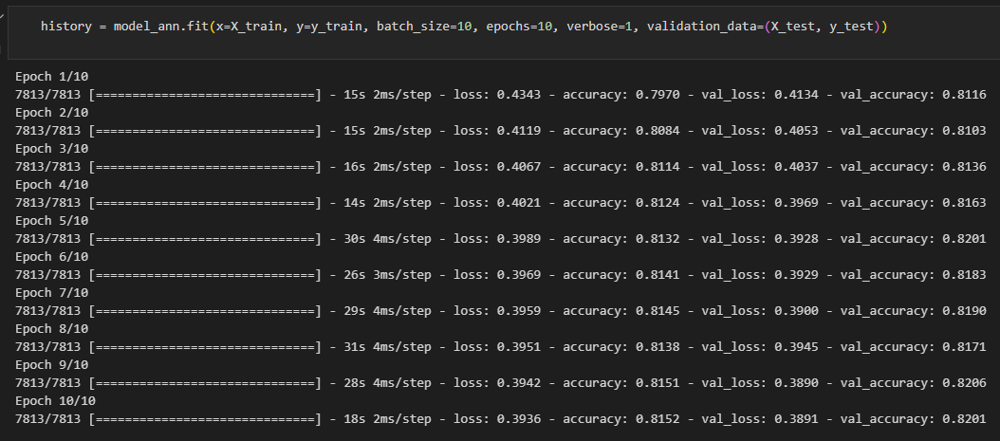 history = model_ann.fit(x=X_train, y=y_train, batch_size=10, epochs=10, verbose=1, validation_data=(X_test, y_test))
Epoch 1/10
7813/7813 [==============================] - 15s 2ms/step - loss: 0.4343 - accuracy: 0.7970 - val_loss: 0.4134 - val_accuracy: 0.8116
Epoch 2/10
7813/7813 [==============================] - 15s 2ms/step - loss: 0.4119 - accuracy: 0.8084 - val_loss: 0.4053 - val_accuracy: 0.8103
Epoch 3/10
7813/7813 [==============================] - 16s 2ms/step - loss: 0.4067 - accuracy: 0.8114 - val_loss: 0.4037 - val_accuracy: 0.8136
Epoch 4/10
7813/7813 [==============================] - 14s 2ms/step - loss: 0.4021 - accuracy: 0.8124 - val_loss: 0.3969 - val_accuracy: 0.8163
Epoch 5/10
7813/7813 [==============================] - 30s 4ms/step - loss: 0.3989 - accuracy: 0.8132 - val_loss: 0.3928 - val_accuracy: 0.8201
Epoch 6/10
7813/7813 [==============================] - 26s 3ms/step - loss: 0.3969 - accuracy: 0.8141 - val_loss: 0.3929 - val_accuracy: 0.8183
Epoch 7/10
7813/7813 [==============================] - 29s 4ms/step - loss: 0.3959 - accuracy: 0.8145 - val_loss: 0.3900 - val_accuracy: 0.8190
Epoch 8/10
7813/7813 [==============================] - 31s 4ms/step - loss: 0.3951 - accuracy: 0.8138 - val_loss: 0.3945 - val_accuracy: 0.8171
Epoch 9/10
7813/7813 [==============================] - 28s 4ms/step - loss: 0.3942 - accuracy: 0.8151 - val_loss: 0.3890 - val_accuracy: 0.8206
Epoch 10/10
7813/7813 [==============================] - 18s 2ms/step - loss: 0.3936 - accuracy: 0.8152 - val_loss: 0.3891 - val_accuracy: 0.8201